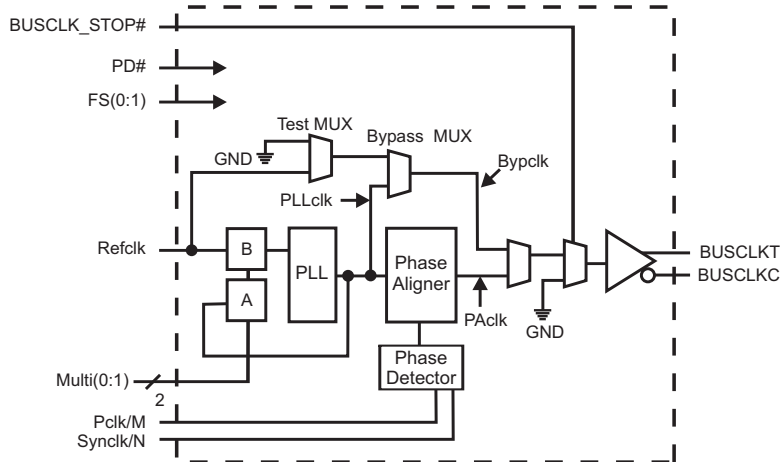 BUSCLK_STOP#
PD#
FS(0:1)
Test MUX
Bypass MUX
GND
Bypclk
PLLclk
Refclk
B
PLL
Phase
Aligner
BUSCLKT
BUSCLKC
A
PAclk
GND
Phase
Detector
Multi(0:1)
2
Pclk/M
Synclk/N